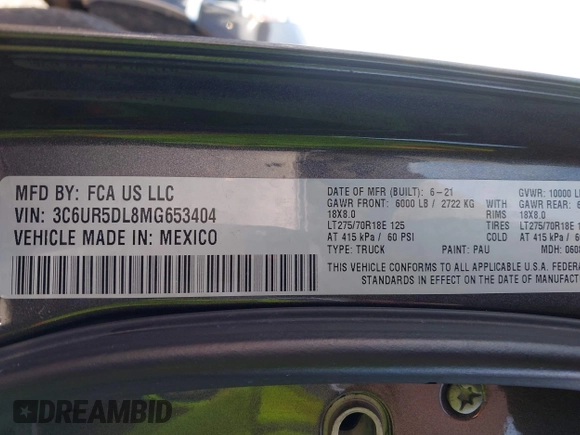 MFD BY: FCA US LLC
VIN: 3C6UR5DL8MG653404
VEHICLE MADE IN: MEXICO
DATE OF MFR (BUILT): 6-21 GVWR: 10000
GAWR FRONT: 6000 LB / 2722 KG WITH GAWR REAR:
18X8.0 RIMS 18X8.0
LT275/70R18E 125 TIRES LT275/70R18E
AT 415 kPa / 60 PSI COLD AT 415 kPa
TYPE: TRUCK PAINT: PAU MDH:
THIS VEHICLE CONFORMS TO ALL APPLICABLE U.S.A.
STANDARDS IN EFFECT ON THE DATE OF
DREAMBID